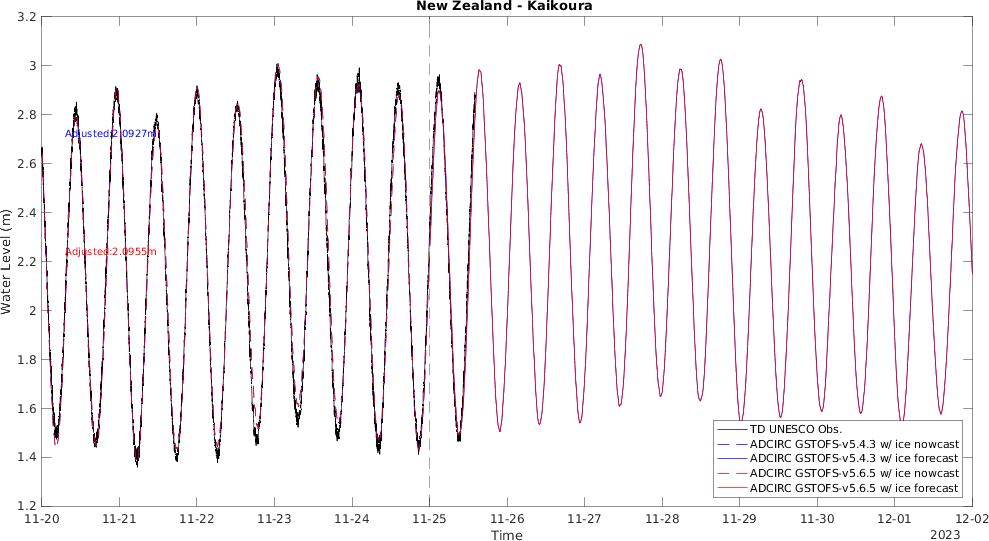 New Zealand - Kaikoura
3.2
3
2.8
2.6
2.4
2.2
2
1.8
1.6
1.4
1.2
Water Level (m)
Adjusted:2.0927m
Adjusted:2.0955m
TD UNESCO Obs.
ADCIRC GSTOFS-v5.4.3 w/ ice nowcast
ADCIRC GSTOFS-v5.4.3 w/ ice forecast
ADCIRC GSTOFS-v5.6.5 w/ ice nowcast
ADCIRC GSTOFS-v5.6.5 w/ ice forecast
11-20 11-21 11-22 11-23 11-24 11-25 11-26 11-27 11-28 11-29 11-30 12-01 12-02
Time
2023